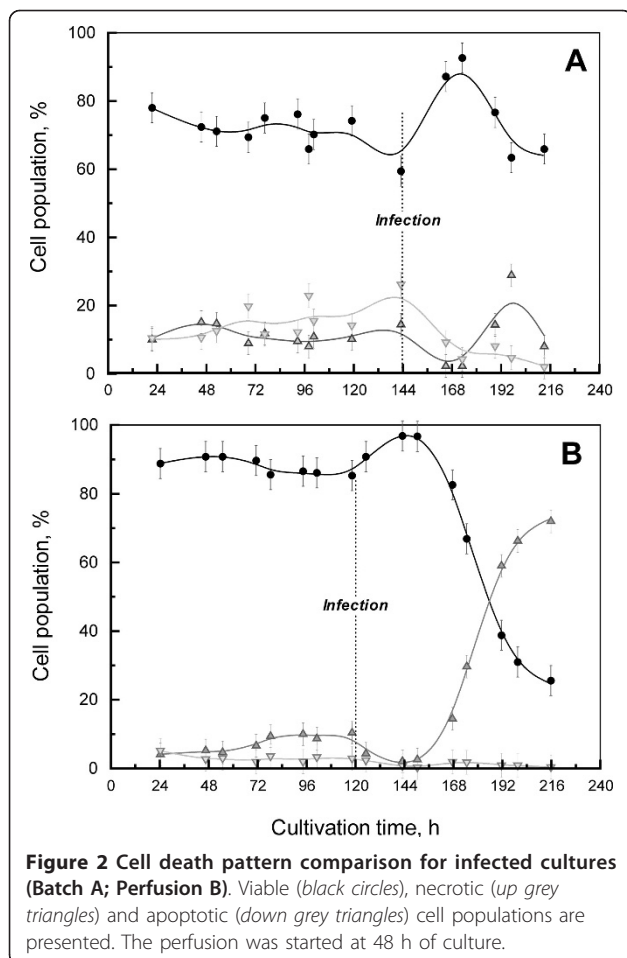 A
Cell population, %
100
80
60
40
20
0
Infection
0 24 48 72 96 120 144 168 192 216 240
B
Cell population, %
100
80
60
40
20
0
Infection
0 24 48 72 96 120 144 168 192 216 240
Cultivation time, h
Figure 2 Cell death pattern comparison for infected cultures
(Batch A; Perfusion B). Viable (black circles), necrotic (up grey
triangles) and apoptotic (down grey triangles) cell populations are
presented. The perfusion was started at 48 h of culture.